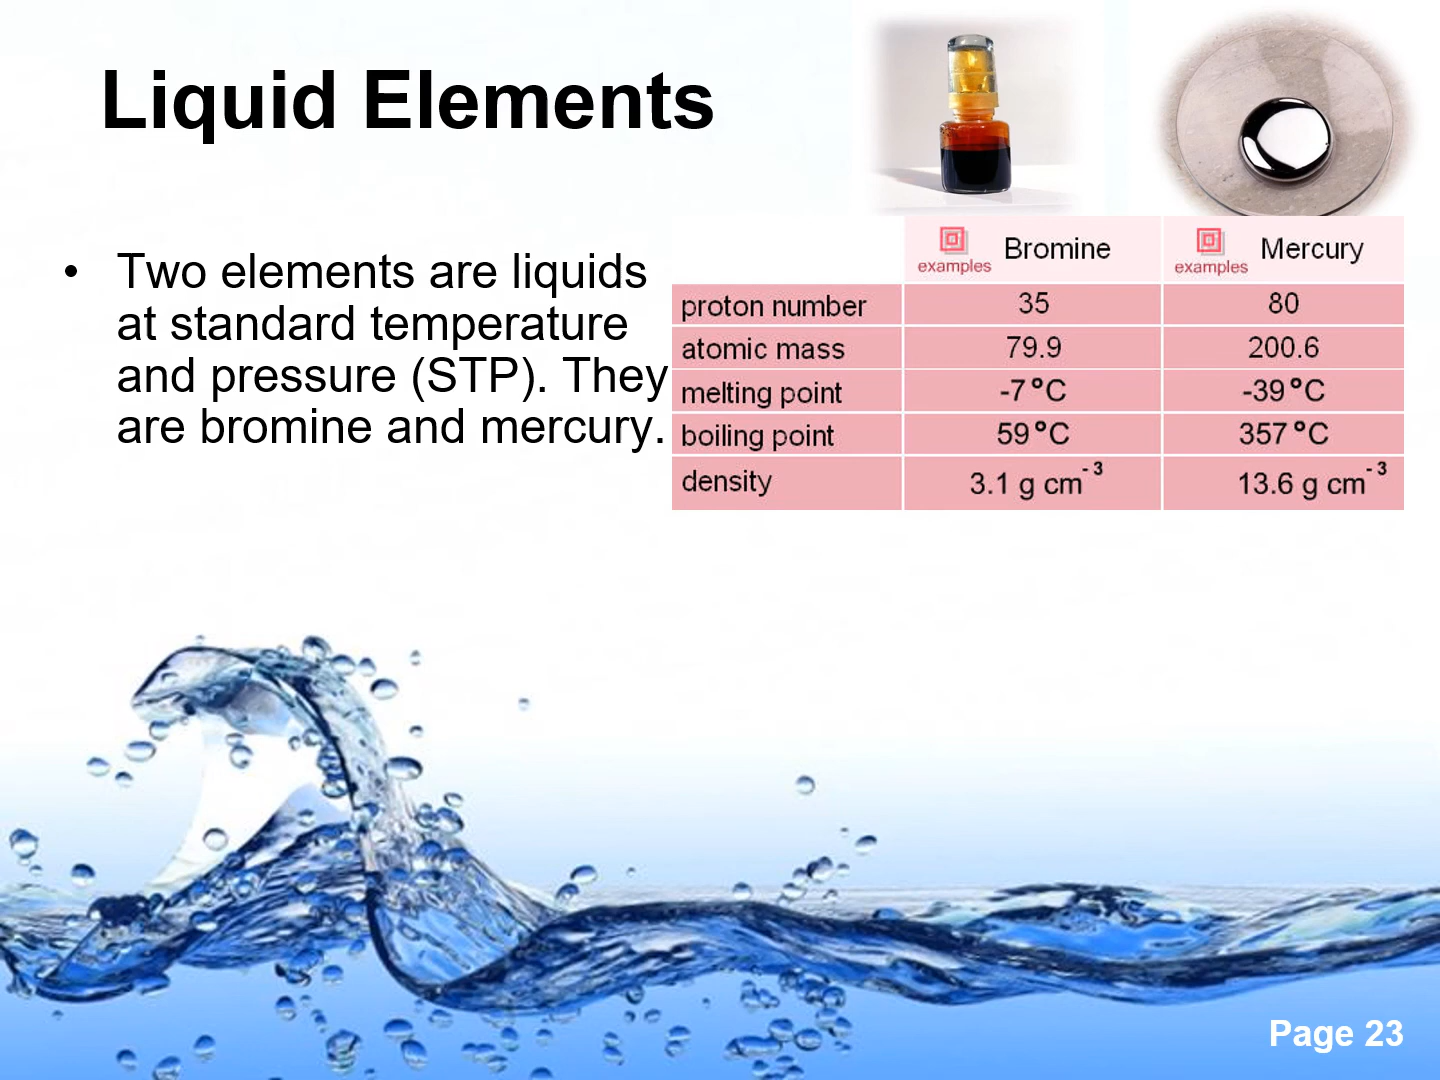 Liquid Elements
• Two elements are liquids
at standard temperature
and pressure (STP). They
are bromine and mercury.
examples Bromine examples Mercury
proton number 35 80
atomic mass 79.9 200.6
melting point -7 °C -39 °C
boiling point 59 °C 357 °C
density 3.1 g cm⁻³ 13.6 g cm⁻³
Page 23